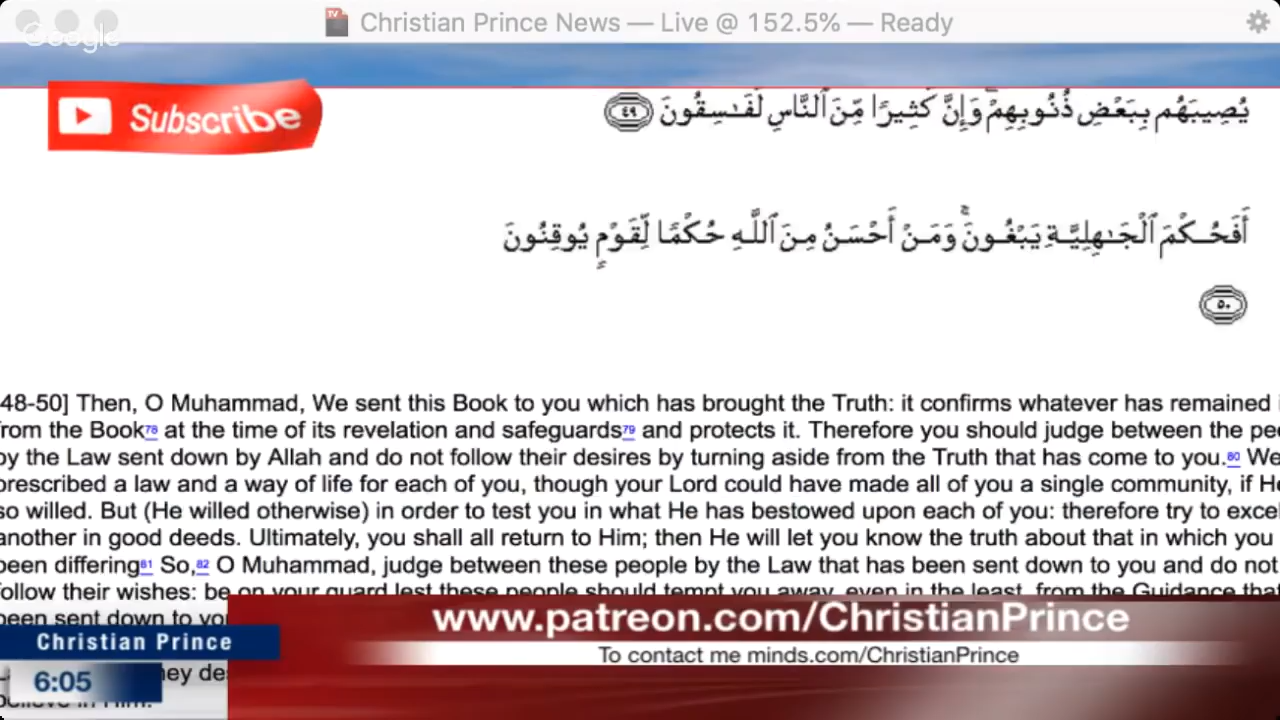 Christian Prince News — Live @ 152.5% — Ready
Google
Subscribe
يُصِيبَهُم بِبَعْضِ ذُنُوبِهِمْ ۗ وَإِنَّ كَثِيرًا مِّنَ ٱلنَّاسِ لَفَـٰسِقُونَ ٤٩
أَفَحُكْمَ ٱلْجَـٰهِلِيَّةِ يَبْغُونَ ۚ وَمَنْ أَحْسَنُ مِنَ ٱللَّهِ حُكْمًا لِّقَوْمٍ يُوقِنُونَ
٥٠
48-50] Then, O Muhammad, We sent this Book to you which has brought the Truth: it confirms whatever has remained
from the Book78 at the time of its revelation and safeguards79 and protects it. Therefore you should judge between the
by the Law sent down by Allah and do not follow their desires by turning aside from the Truth that has come to you.80 We
prescribed a law and a way of life for each of you, though your Lord could have made all of you a single community, if He
so willed. But (He willed otherwise) in order to test you in what He has bestowed upon each of you: therefore try to excel
another in good deeds. Ultimately, you shall all return to Him; then He will let you know the truth about that in which you
been differing81 So,82 O Muhammad, judge between these people by the Law that has been sent down to you and do not
follow their wishes: be on your guard lest these people should tempt you away, even in the least, from the Guidance that
been sent down to you
www.patreon.com/ChristianPrince
Christian Prince
To contact me minds.com/ChristianPrince
6:05
believe in Him.